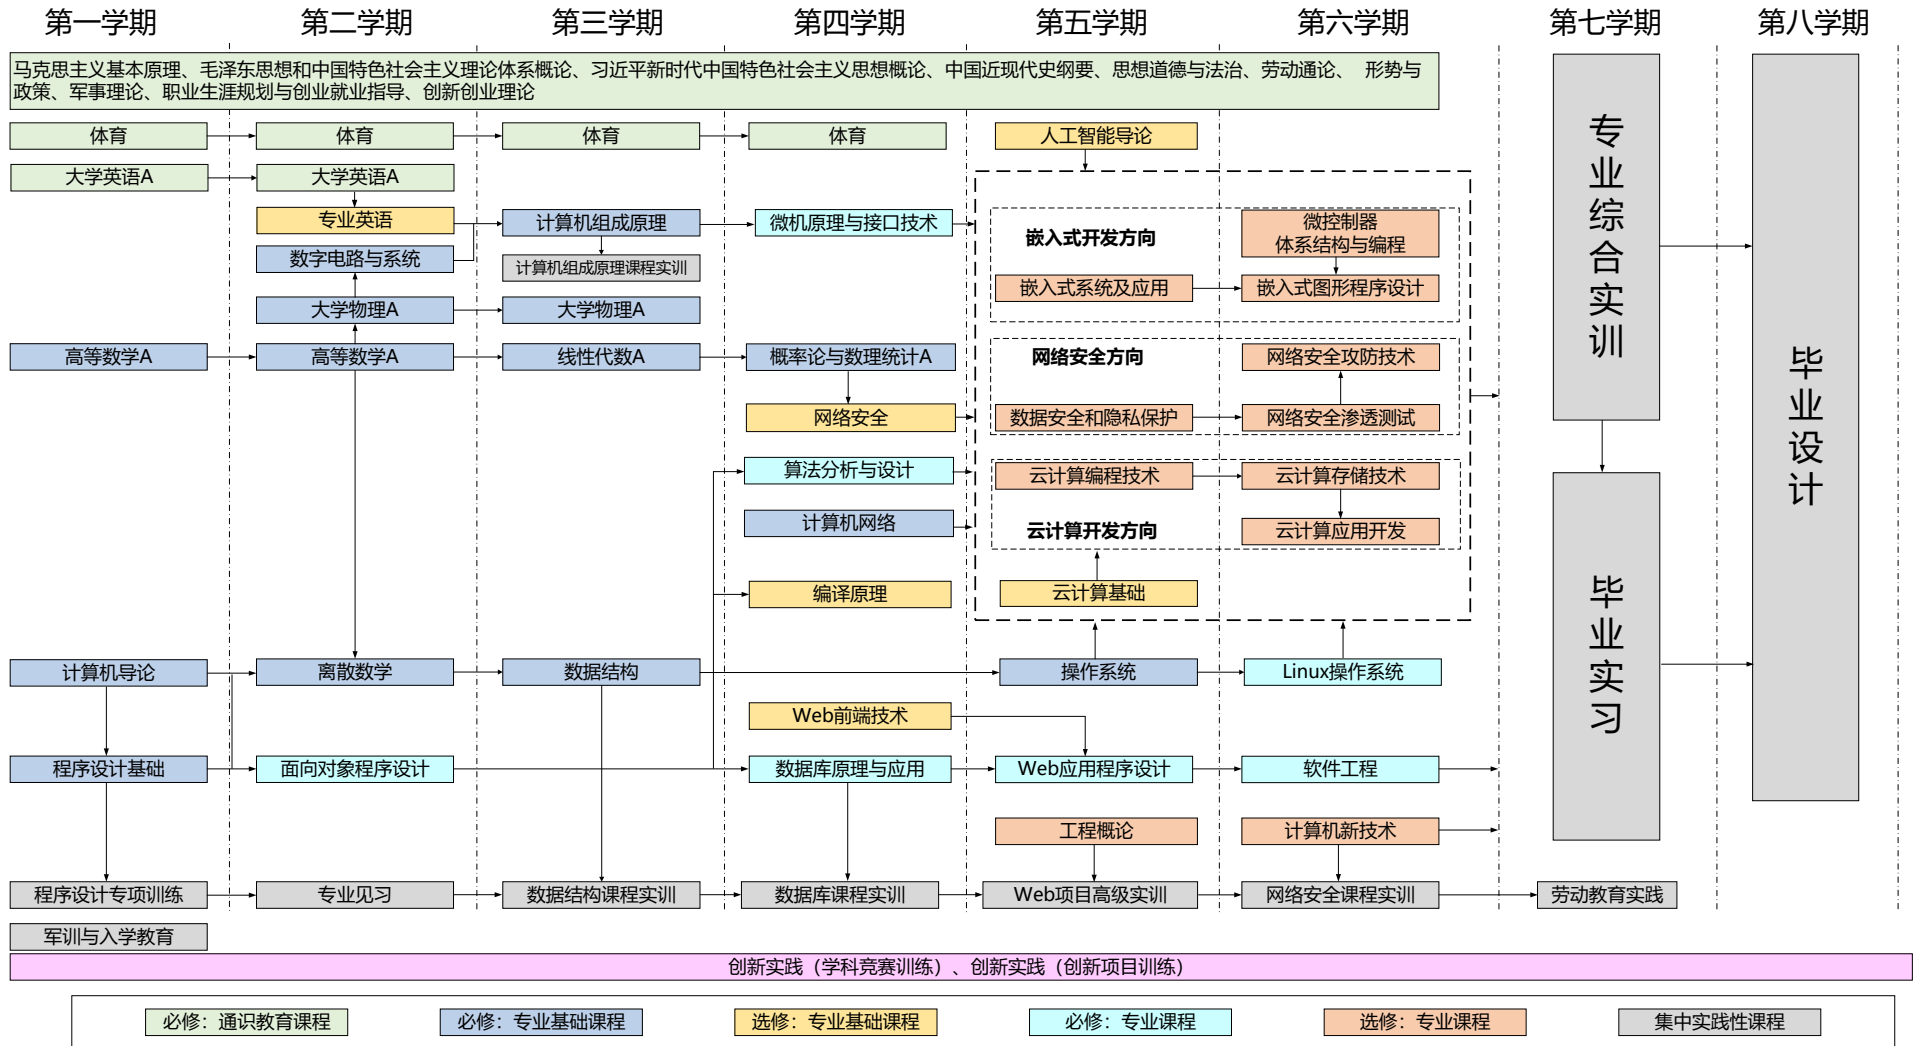 第一学期
第二学期
第三学期
第四学期
第五学期
第六学期
第七学期
第八学期
马克思主义基本原理、毛泽东思想和中国特色社会主义理论体系概论、习近平新时代中国特色社会主义思想概论、中国近现代史纲要、思想道德与法治、劳动通论、 形势与
政策、军事理论、职业生涯规划与创业就业指导、创新创业理论
体育
体育
体育
体育
人工智能导论
大学英语A
大学英语A
专业英语
计算机组成原理
微机原理与接口技术
嵌入式开发方向
微控制器
体系结构与编程
数字电路与系统
计算机组成原理课程实训
嵌入式系统及应用
嵌入式图形程序设计
大学物理A
大学物理A
高等数学A
高等数学A
线性代数A
概率论与数理统计A
网络安全方向
网络安全攻防技术
网络安全
数据安全和隐私保护
网络安全渗透测试
算法分析与设计
云计算编程技术
云计算存储技术
计算机网络
云计算开发方向
云计算应用开发
编译原理
云计算基础
计算机导论
离散数学
数据结构
操作系统
Linux操作系统
Web前端技术
程序设计基础
面向对象程序设计
数据库原理与应用
Web应用程序设计
软件工程
工程概论
计算机新技术
程序设计专项训练
专业见习
数据结构课程实训
数据库课程实训
Web项目高级实训
网络安全课程实训
劳动教育实践
专业综合实训
毕业实习
毕业设计
军训与入学教育
创新实践（学科竞赛训练）、创新实践（创新项目训练）
必修：通识教育课程
必修：专业基础课程
选修：专业基础课程
必修：专业课程
选修：专业课程
集中实践性课程